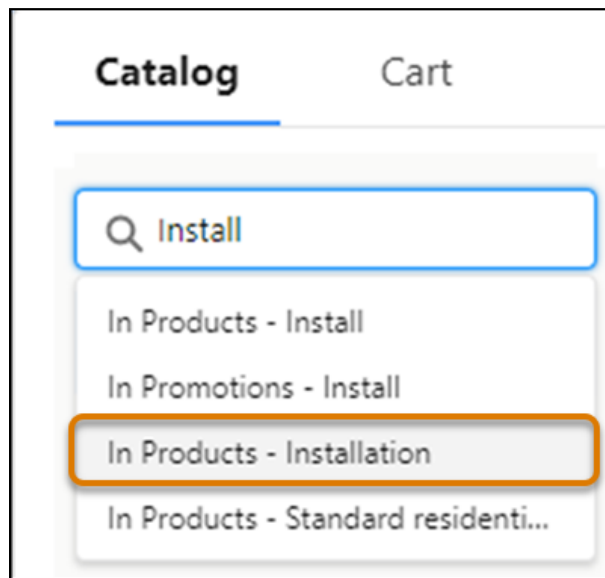 Catalog Cart
Install
In Products - Install
In Promotions - Install
In Products - Installation
In Products - Standard residenti...